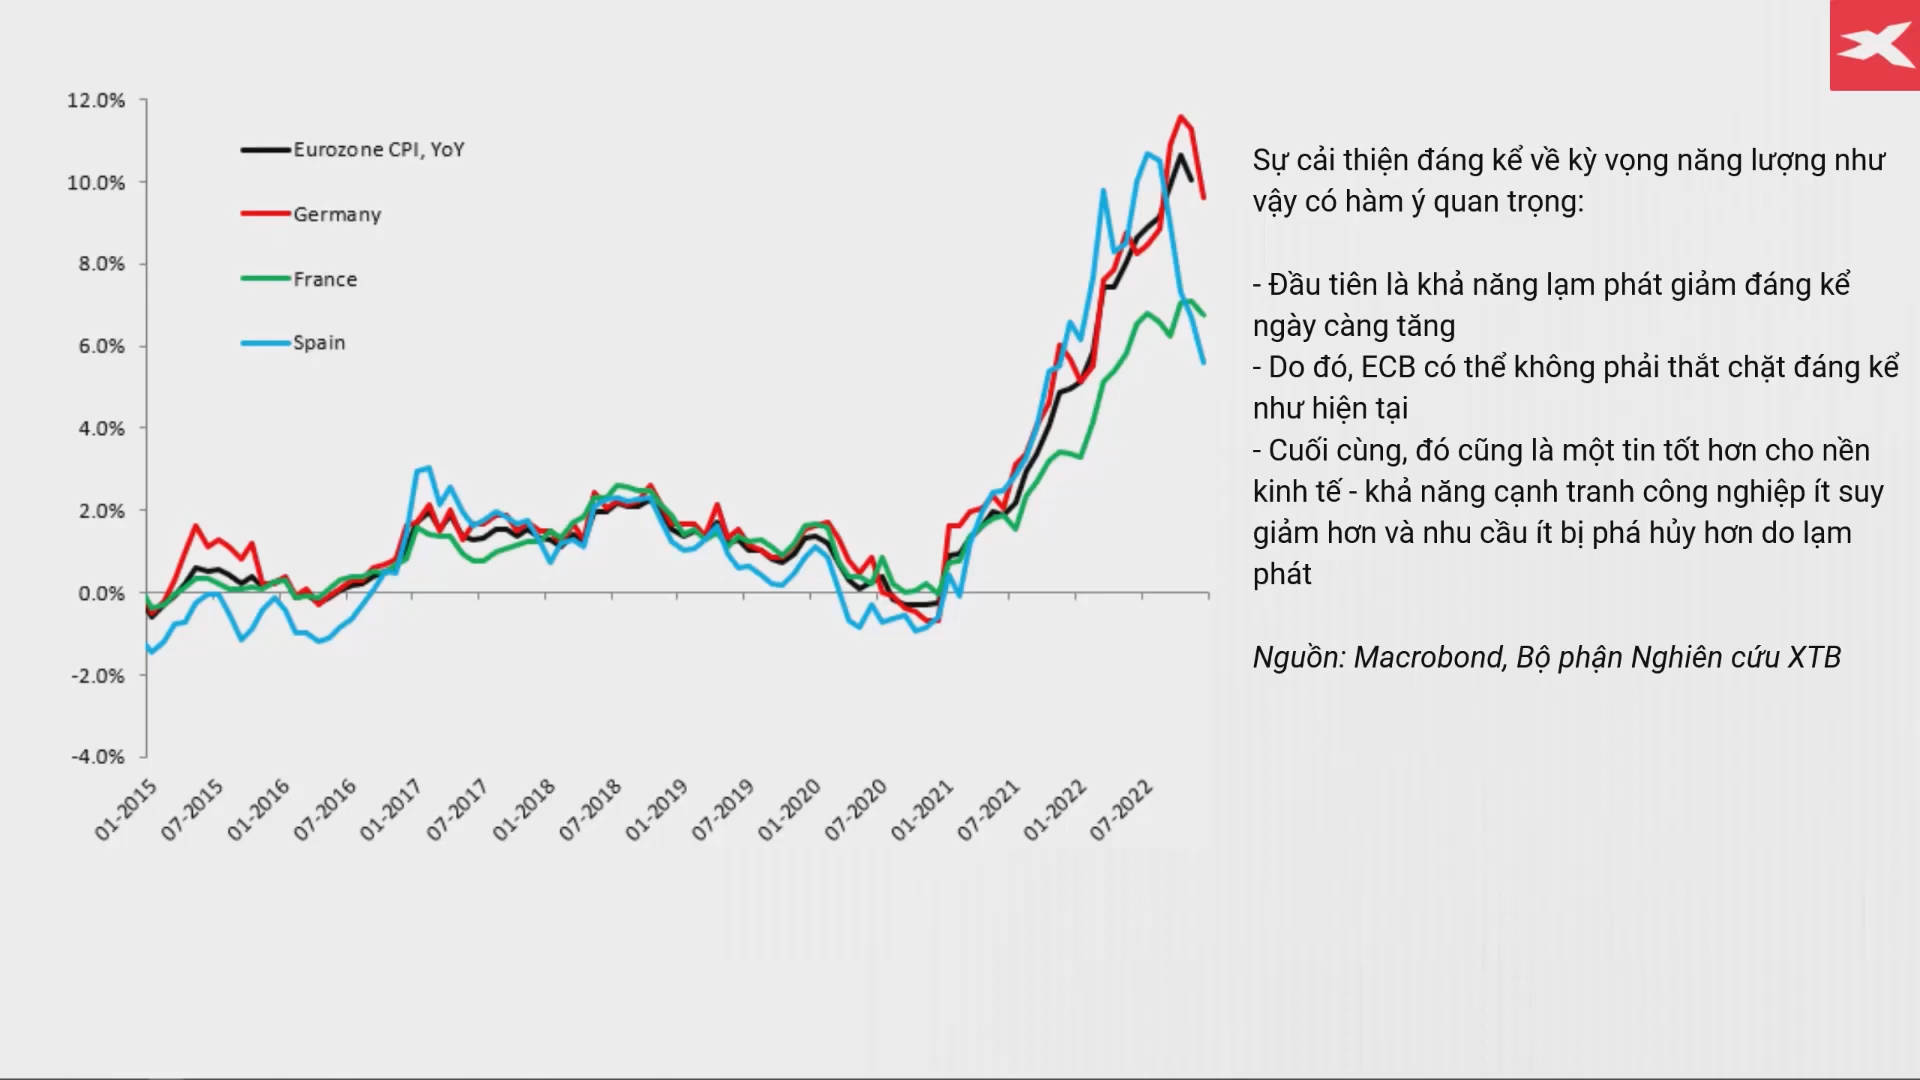 12.0%
10.0%
8.0%
6.0%
4.0%
2.0%
0.0%
-2.0%
-4.0%
Eurozone CPI, YoY
Germany
France
Spain
01-2015
07-2015
01-2016
07-2016
01-2017
07-2017
01-2018
07-2018
01-2019
07-2019
01-2020
07-2020
01-2021
07-2021
01-2022
07-2022
Sự cải thiện đáng kể về kỳ vọng năng lượng như
vậy có hàm ý quan trọng:
- Đầu tiên là khả năng lạm phát giảm đáng kể
ngày càng tăng
- Do đó, ECB có thể không phải thắt chặt đáng kể
như hiện tại
- Cuối cùng, đó cũng là một tin tốt hơn cho nền
kinh tế - khả năng cạnh tranh công nghiệp ít suy
giảm hơn và nhu cầu ít bị phá hủy hơn do lạm
phát
Nguồn: Macrobond, Bộ phận Nghiên cứu XTB